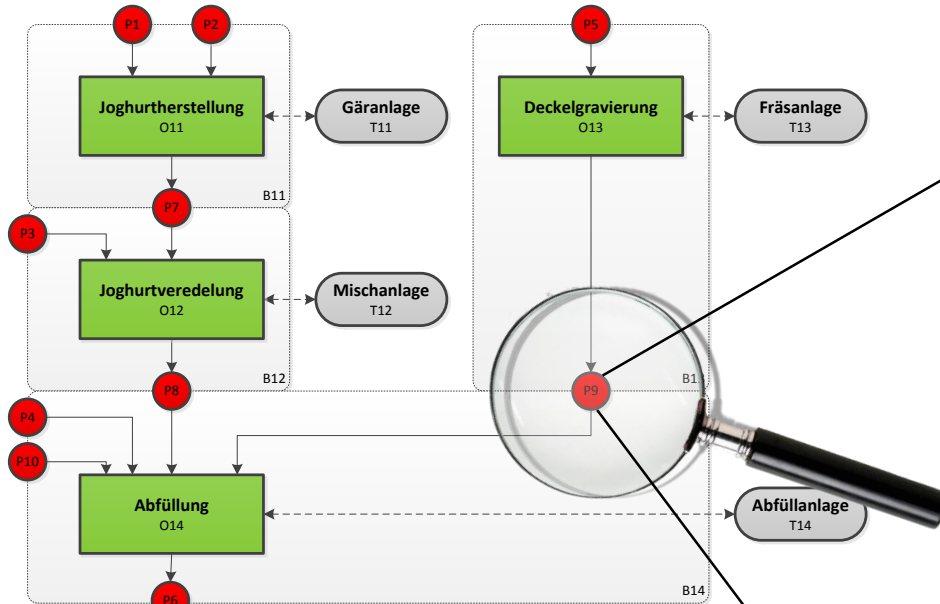 P1
P2
P5
Joghurtherstellung
O11
Gäranlage
T11
Deckelgravierung
O13
Fräsanlage
T13
B11
P7
P3
Joghurtveredelung
O12
Mischanlage
T12
B12
P8
P9
P4
P10
Abfüllung
O14
Abfüllanlage
T14
P6
B14